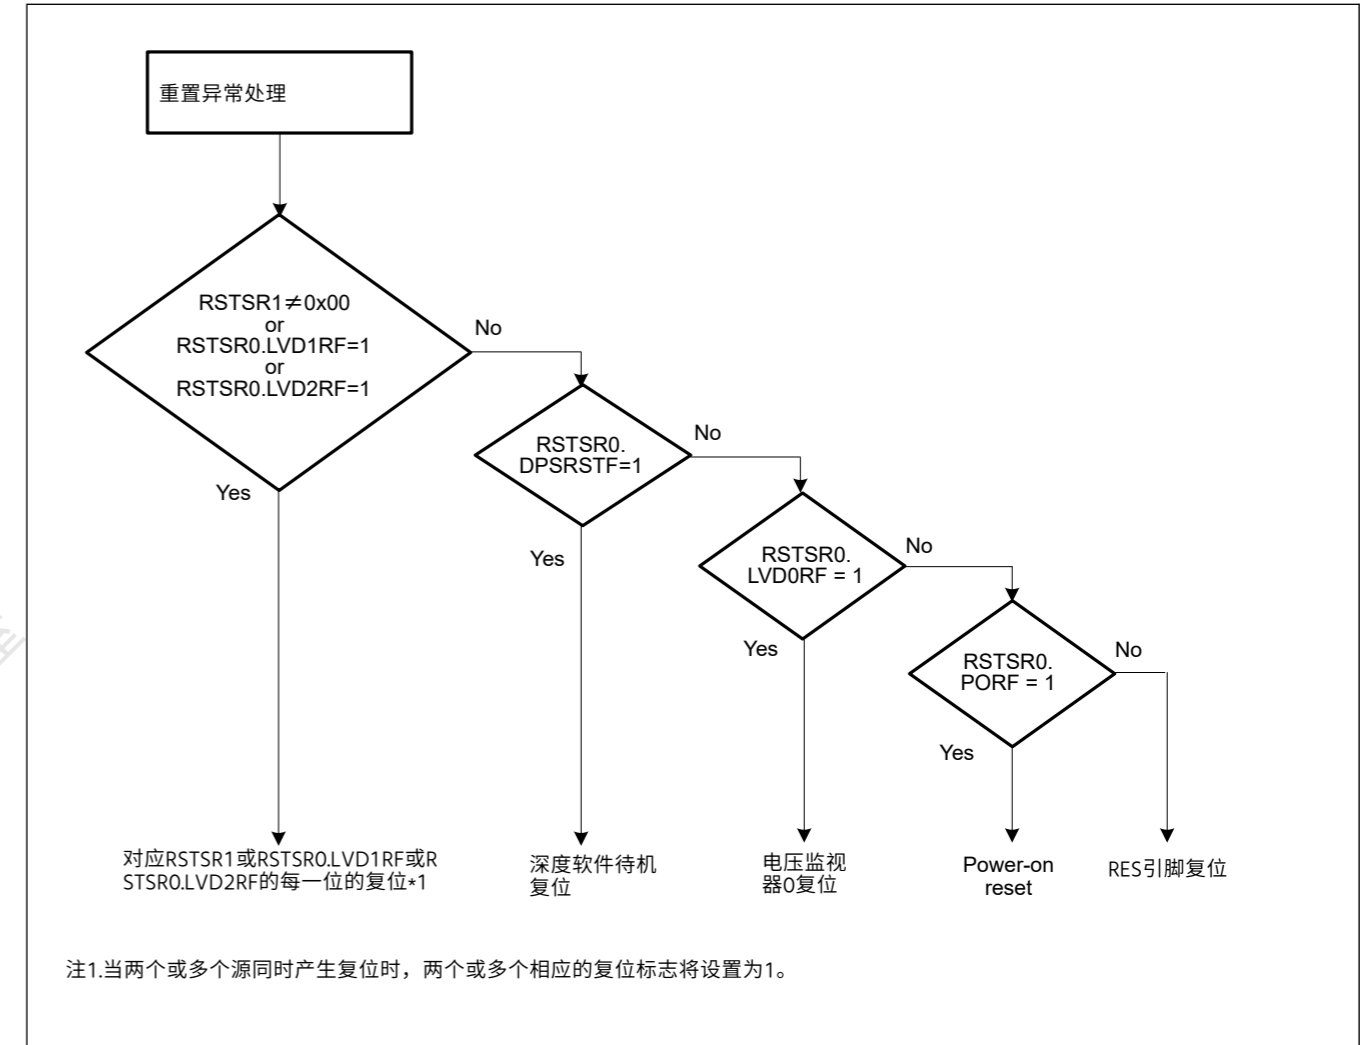 重置异常处理
RSTSR1≠0x00
or
RSTSR0.LVD1RF=1
or
RSTSR0.LVD2RF=1
No
Yes
RSTSR0.
DPSRSTF=1
No
Yes
RSTSR0.
LVD0RF = 1
No
Yes
RSTSR0.
PORF = 1
No
Yes
对应RSTSR1或RSTSR0.LVD1RF或R
STSR0.LVD2RF的每一位的复位*1
深度软件待机
复位
电压监视
器0复位
Power-on
reset
RES引脚复位
注1.当两个或多个源同时产生复位时，两个或多个相应的复位标志将设置为1。